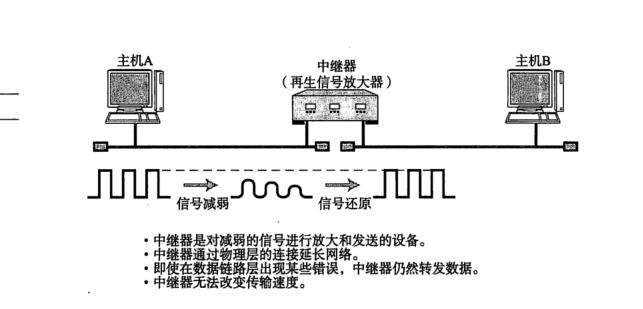 主机A
中继器
（再生信号放大器）
主机B
信号减弱
信号还原
·中继器是对减弱的信号进行放大和发送的设备。
·中继器通过物理层的连接延长网络。
·即使在数据链路层出现某些错误，中继器仍然转发数据。
·中继器无法改变传输速度。